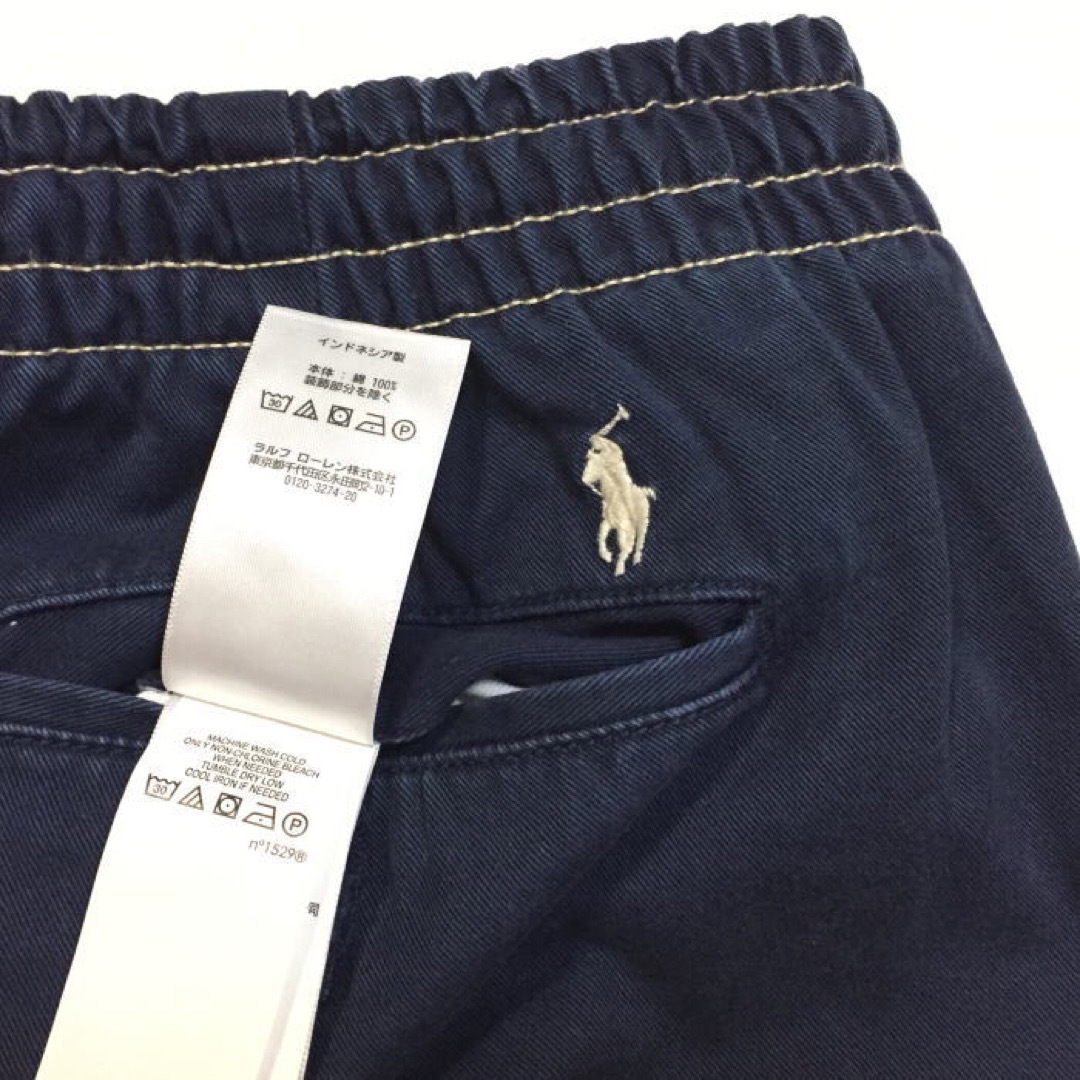 インドネシア製
本体 : 綿 100%
装飾部分を除く
30 P
ラルフ ローレン株式会社
東京都千代田区永田町2-10-1
0120-3274-20
MACHINE WASH COLD
ONLY NON-CHLORINE BLEACH
WHEN NEEDED
TUMBLE DRY LOW
COOL IRON IF NEEDED
30 P
nº1529®